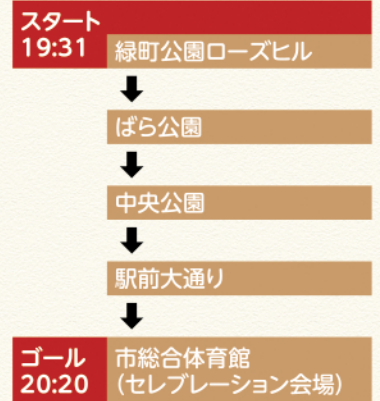 スタート
19:31
緑町公園ローズヒル
ばら公園
中央公園
駅前大通り
ゴール
20:20
市総合体育館
（セレブレーション会場）